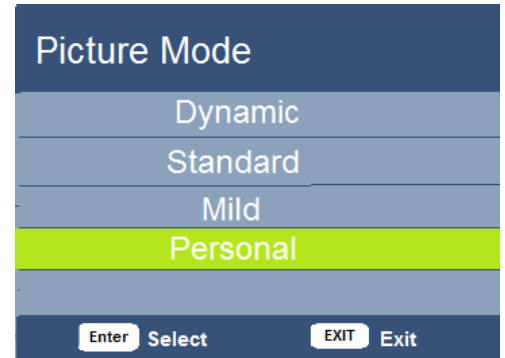 Picture Mode
Dynamic
Standard
Mild
Personal
Enter Select EXIT Exit